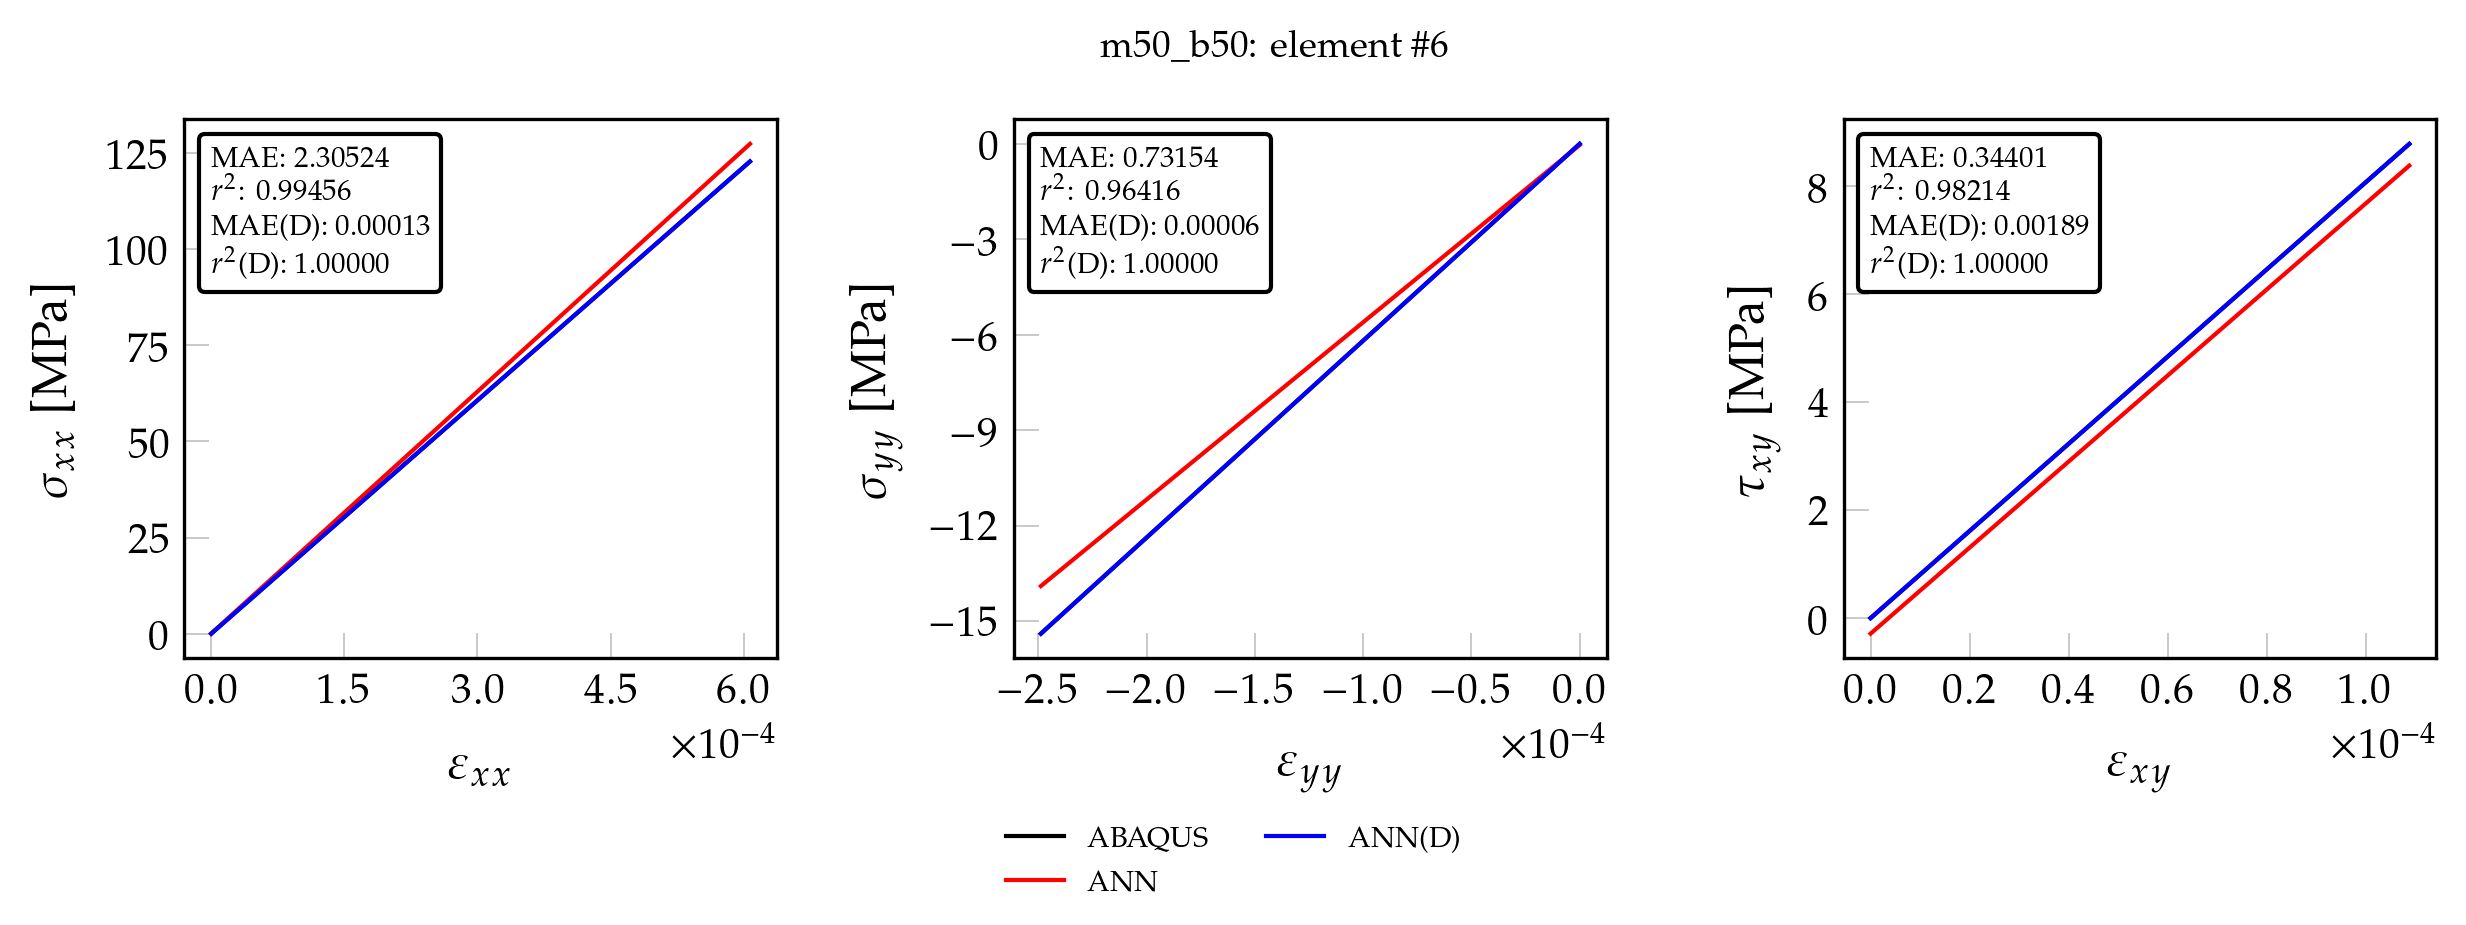 m50_b50: element #6
MAE: 2.30524
r²: 0.99456
MAE(D): 0.00013
r²(D): 1.00000
125
100
75
50
25
0
σxx [MPa]
0.0 1.5 3.0 4.5 6.0
×10⁻⁴
εxx
MAE: 0.73154
r²: 0.96416
MAE(D): 0.00006
r²(D): 1.00000
0
−3
−6
−9
−12
−15
σyy [MPa]
−2.5 −2.0 −1.5 −1.0 −0.5 0.0
×10⁻⁴
εyy
MAE: 0.34401
r²: 0.98214
MAE(D): 0.00189
r²(D): 1.00000
8
6
4
2
0
τxy [MPa]
0.0 0.2 0.4 0.6 0.8 1.0
×10⁻⁴
εxy
ABAQUS ANN(D)
ANN